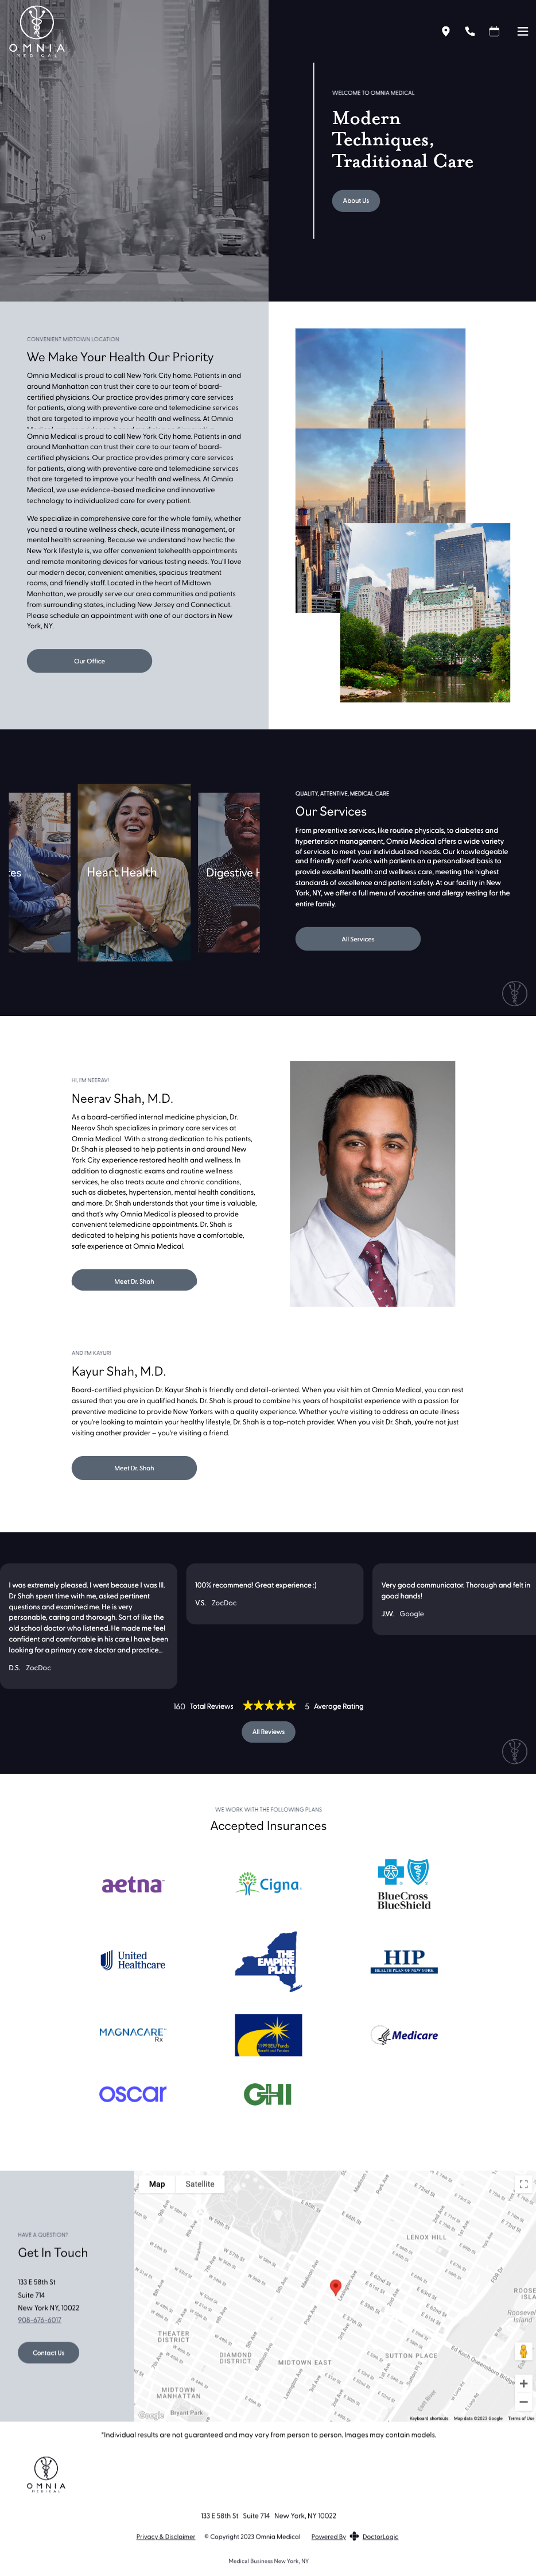 OMNIA
MEDICAL
WELCOME TO OMNIA MEDICAL
Modern
Techniques,
Traditional Care
About Us
CONVENIENT MIDTOWN LOCATION
We Make Your Health Our Priority
Omnia Medical is proud to call New York City home. Patients in and
around Manhattan can trust their care to our team of board-
certified physicians. Our practice provides primary care services
for patients, along with preventive care and telemedicine services
that are targeted to improve your health and wellness. At Omnia
Omnia Medical is proud to call New York City home. Patients in and
around Manhattan can trust their care to our team of board-
certified physicians. Our practice provides primary care services
for patients, along with preventive care and telemedicine services
that are targeted to improve your health and wellness. At Omnia
Medical, we use evidence-based medicine and innovative
technology to individualized care for every patient.
We specialize in comprehensive care for the whole family, whether
you need a routine wellness check, acute illness management, or
mental health screening. Because we understand how hectic the
New York lifestyle is, we offer convenient telehealth appointments
and remote monitoring devices for various testing needs. You'll love
our modern decor, convenient amenities, spacious treatment
rooms, and friendly staff. Located in the heart of Midtown
Manhattan, we proudly serve our area communities and patients
from surrounding states, including New Jersey and Connecticut.
Please schedule an appointment with one of our doctors in New
York, NY.
Our Office
tes
Heart Health
Digestive H
QUALITY, ATTENTIVE, MEDICAL CARE
Our Services
From preventive services, like routine physicals, to diabetes and
hypertension management, Omnia Medical offers a wide variety
of services to meet your individualized needs. Our knowledgeable
and friendly staff works with patients on a personalized basis to
provide excellent health and wellness care, meeting the highest
standards of excellence and patient safety. At our facility in New
York, NY, we offer a full menu of vaccines and allergy testing for the
entire family.
All Services
HI, I'M NEERAV!
Neerav Shah, M.D.
As a board-certified internal medicine physician, Dr.
Neerav Shah specializes in primary care services at
Omnia Medical. With a strong dedication to his patients,
Dr. Shah is pleased to help patients in and around New
York City experience optimal health and wellness. In
addition to diagnostic exams and routine wellness
services, he also treats acute and chronic conditions,
such as diabetes, hypertension, mental health conditions,
and more. Dr. Shah understands that your time is valuable,
and that's why Omnia Medical is pleased to provide
convenient telemedicine appointments. Dr. Shah is
dedicated to helping his patients have a comfortable,
safe experience at Omnia Medical.
Meet Dr. Shah
AND I'M KAYUR!
Kayur Shah, M.D.
Board-certified physician Dr. Kayur Shah is friendly and detail-oriented. When you visit him at Omnia Medical, you can rest
assured that you are in qualified hands. Dr. Shah is proud to combine his years of hospitalist experience with a passion for
preventive medicine to provide New Yorkers with a quality experience. Whether you're visiting to address an acute illness
or you're looking to maintain your healthy lifestyle, Dr. Shah is a top-notch provider. When you visit Dr. Shah, you're not just
visiting another provider – you're visiting a friend.
Meet Dr. Shah
I was extremely pleased. I went because I was Ill.
Dr Shah spent time with me, asked pertinent
questions and examined me. He is very
personable, caring and thorough. Sort of like the
old school doctor who listened. He made me feel
confident and comfortable in his care.I have been
looking for a primary care doctor and practice...
D.S. ZocDoc
100% recommend! Great experience :)
V.S. ZocDoc
Very good communicator. Thorough and felt in
good hands!
J.W. Google
160 Total Reviews 5 Average Rating
All Reviews
WE WORK WITH THE FOLLOWING PLANS
Accepted Insurances
aetna
Cigna
BlueCross
BlueShield
United
Healthcare
THE
EMPIRE
PLAN
HIP
HEALTH PLAN OF NEW YORK
MAGNACARE
Rx
Medicare
oscar
GHI
HAVE A QUESTION?
Get In Touch
133 E 58th St
Suite 714
New York NY, 10022
908-676-6017
Contact Us
Map Satellite
LENOX HILL
THEATER
DISTRICT
DIAMOND
DISTRICT
MIDTOWN EAST
SUTTON PLACE
MIDTOWN
MANHATTAN
Bryant Park
Google
Keyboard shortcuts Map data ©2023 Google Terms of Use
*Individual results are not guaranteed and may vary from person to person. Images may contain models.
OMNIA
MEDICAL
133 E 58th St Suite 714 New York, NY 10022
Privacy & Disclaimer © Copyright 2023 Omnia Medical Powered By DoctorLogic
Medical Business New York, NY